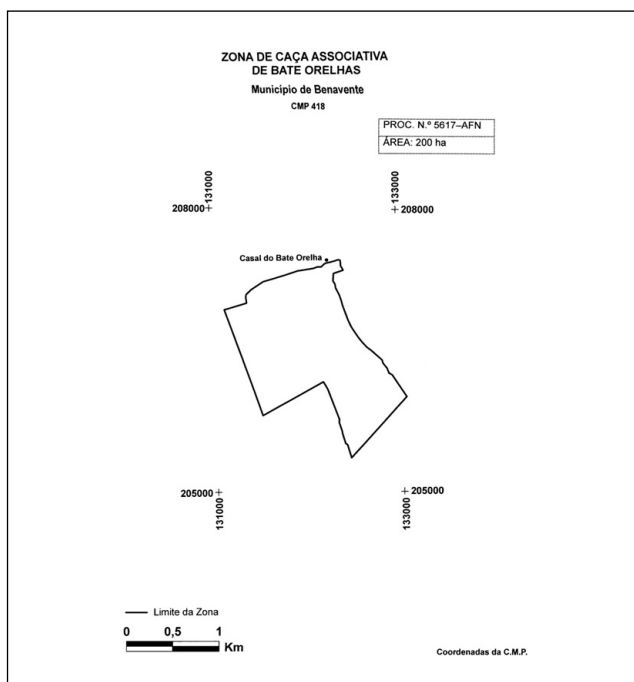 ZONA DE CAÇA ASSOCIATIVA
DE BATE ORELHAS
Município de Benavente
CMP 418
PROC. N.º 5617–AFN
ÁREA: 200 ha
131000
133000
208000
208000
Casal do Bate Orelha
205000
205000
131000
133000
Limite da Zona
0 0,5 1
Km
Coordenadas da C.M.P.